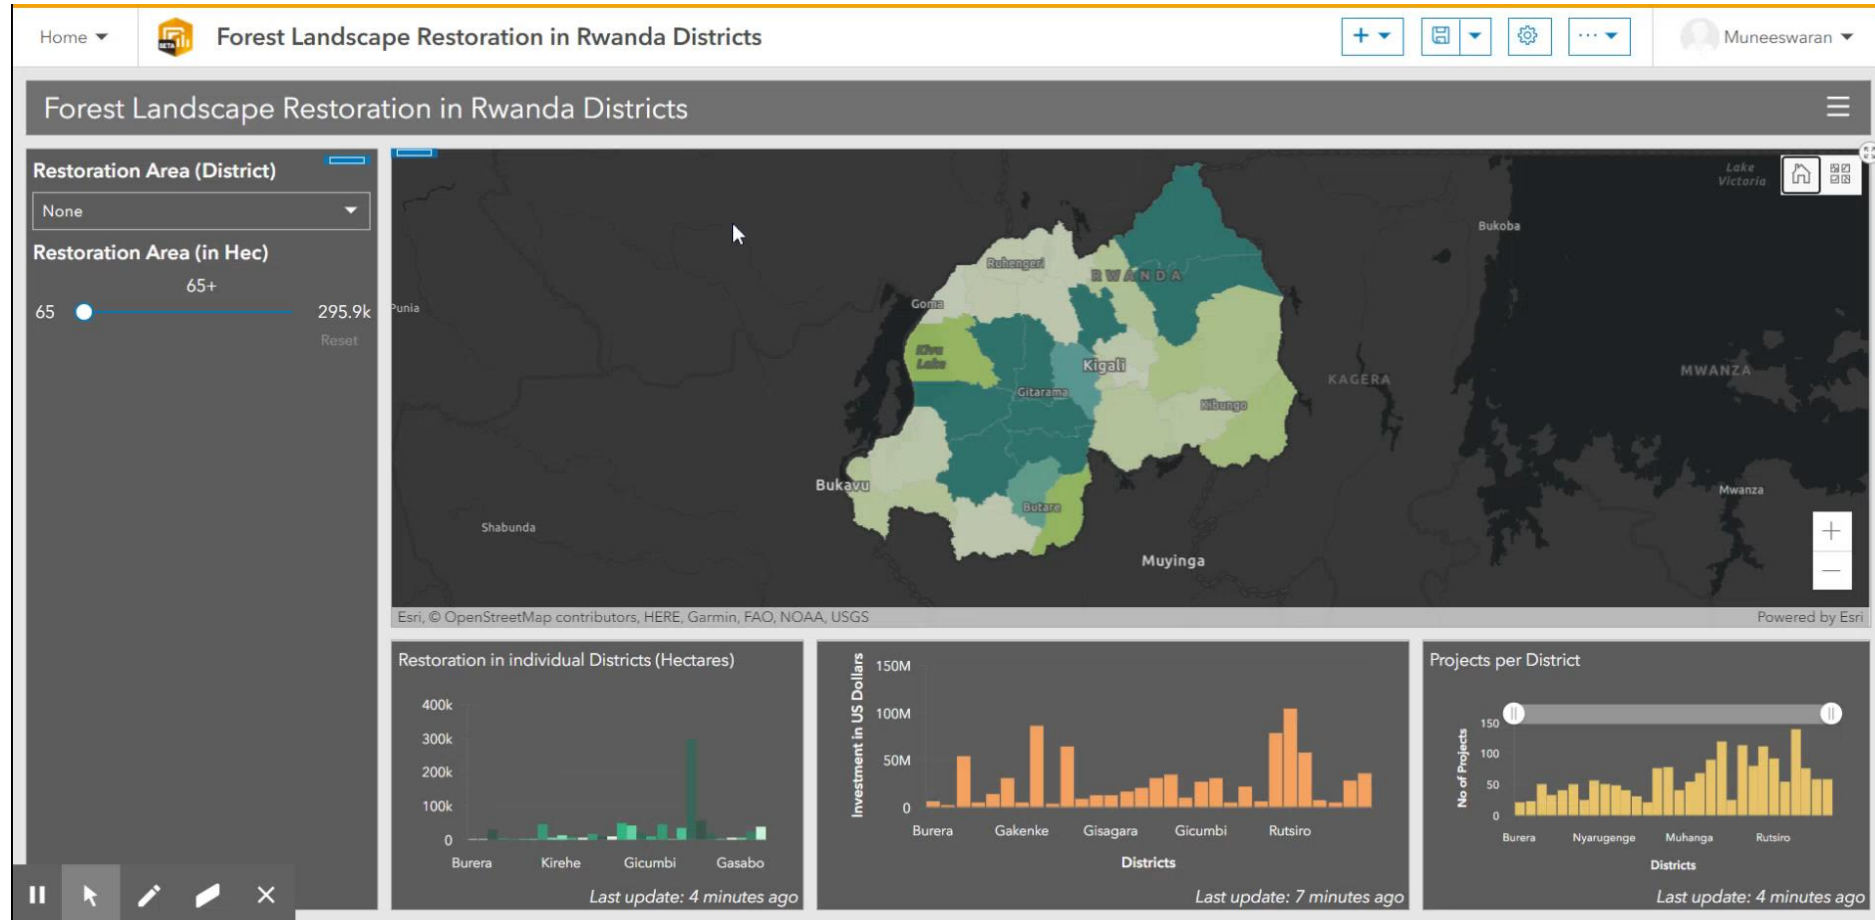 Home
BETA
Forest Landscape Restoration in Rwanda Districts
Muneeswaran
Forest Landscape Restoration in Rwanda Districts
Restoration Area (District)
None
Restoration Area (in Hec)
65+
65
295.9k
Reset
Lake
Victoria
Bukoba
Ruhengeri
RWANDA
Goma
Punia
Kivu
Lake
Kigali
KAGERA
MWANZA
Gitarama
Kibungo
Bukavu
Mwanza
Butare
Shabunda
Muyinga
Esri, © OpenStreetMap contributors, HERE, Garmin, FAO, NOAA, USGS
Powered by Esri
Restoration in individual Districts (Hectares)
400k
300k
200k
100k
0
Burera Kirehe Gicumbi Gasabo
Last update: 4 minutes ago
Investment in US Dollars
150M
100M
50M
0
Burera Gakenke Gisagara Gicumbi Rutsiro
Districts
Last update: 7 minutes ago
Projects per District
No of Projects
150
100
50
0
Burera Nyarugenge Muhanga Rutsiro
Districts
Last update: 4 minutes ago